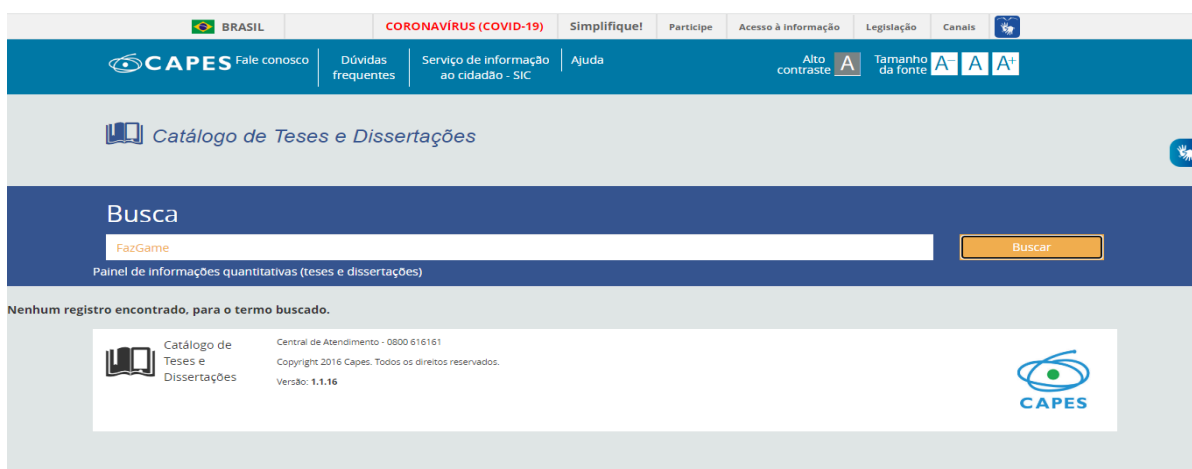 BRASIL
CORONAVÍRUS (COVID-19)
Simplifique!
Participe
Acesso à informação
Legislação
Canais
CAPES
Fale conosco
Dúvidas
frequentes
Serviço de informação
ao cidadão - SIC
Ajuda
Alto
contraste
A
Tamanho
da fonte
A-
A
A+
Catálogo de Teses e Dissertações
Busca
FazGame
Buscar
Painel de informações quantitativas (teses e dissertações)
Nenhum registro encontrado, para o termo buscado.
Catálogo de
Teses e
Dissertações
Central de Atendimento - 0800 616161
Copyright 2016 Capes. Todos os direitos reservados.
Versão: 1.1.16
CAPES